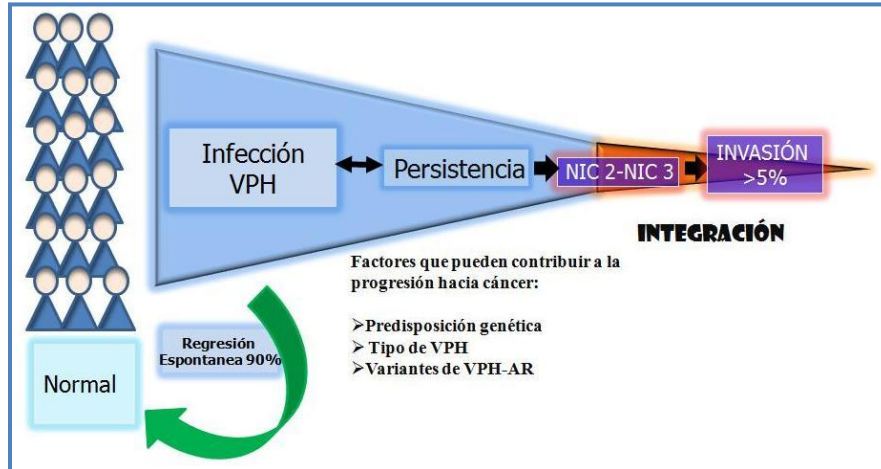 Infección
VPH
Persistencia
NIC 2-NIC 3
INVASIÓN
>5%
INTEGRACIÓN
Factores que pueden contribuir a la
progresión hacia cáncer:
➢Predisposición genética
➢ Tipo de VPH
➢Variantes de VPH-AR
Regresión
Espontanea 90%
Normal